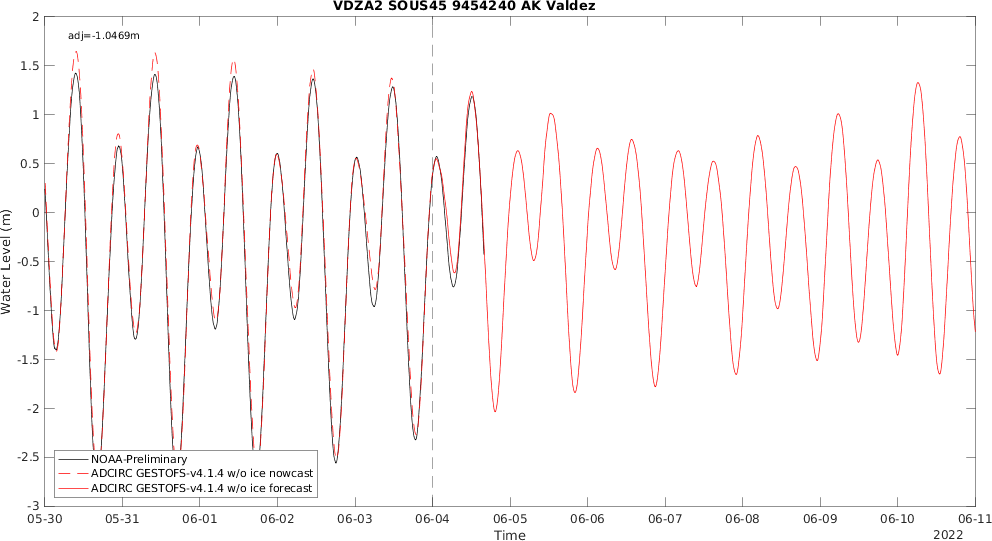 VDZA2 SOUS45 9454240 AK Valdez
adj=-1.0469m
2
1.5
1
0.5
0
-0.5
-1
-1.5
-2
-2.5
-3
Water Level (m)
NOAA-Preliminary
ADCIRC GESTOFS-v4.1.4 w/o ice nowcast
ADCIRC GESTOFS-v4.1.4 w/o ice forecast
05-30 05-31 06-01 06-02 06-03 06-04 06-05 06-06 06-07 06-08 06-09 06-10 06-11
Time
2022